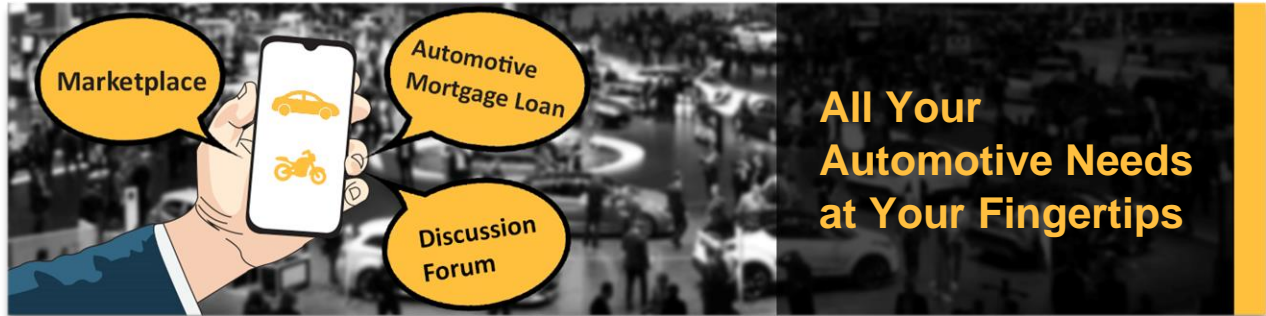 Marketplace
Automotive
Mortgage Loan
Discussion
Forum
All Your
Automotive Needs
at Your Fingertips